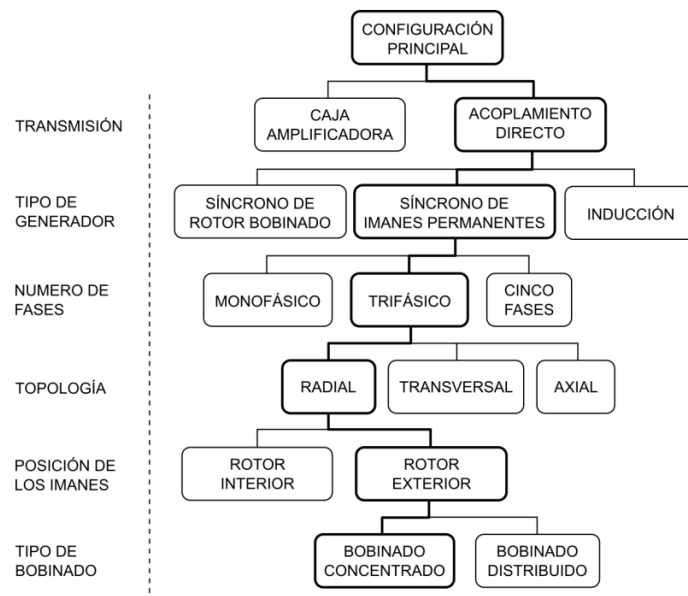 CONFIGURACIÓN
PRINCIPAL
TRANSMISIÓN
CAJA
AMPLIFICADORA
ACOPLAMIENTO
DIRECTO
TIPO DE
GENERADOR
SÍNCRONO DE
ROTOR BOBINADO
SÍNCRONO DE
IMANES PERMANENTES
INDUCCIÓN
NUMERO DE
FASES
MONOFÁSICO
TRIFÁSICO
CINCO
FASES
TOPOLOGÍA
RADIAL
TRANSVERSAL
AXIAL
POSICIÓN DE
LOS IMANES
ROTOR
INTERIOR
ROTOR
EXTERIOR
TIPO DE
BOBINADO
BOBINADO
CONCENTRADO
BOBINADO
DISTRIBUIDO